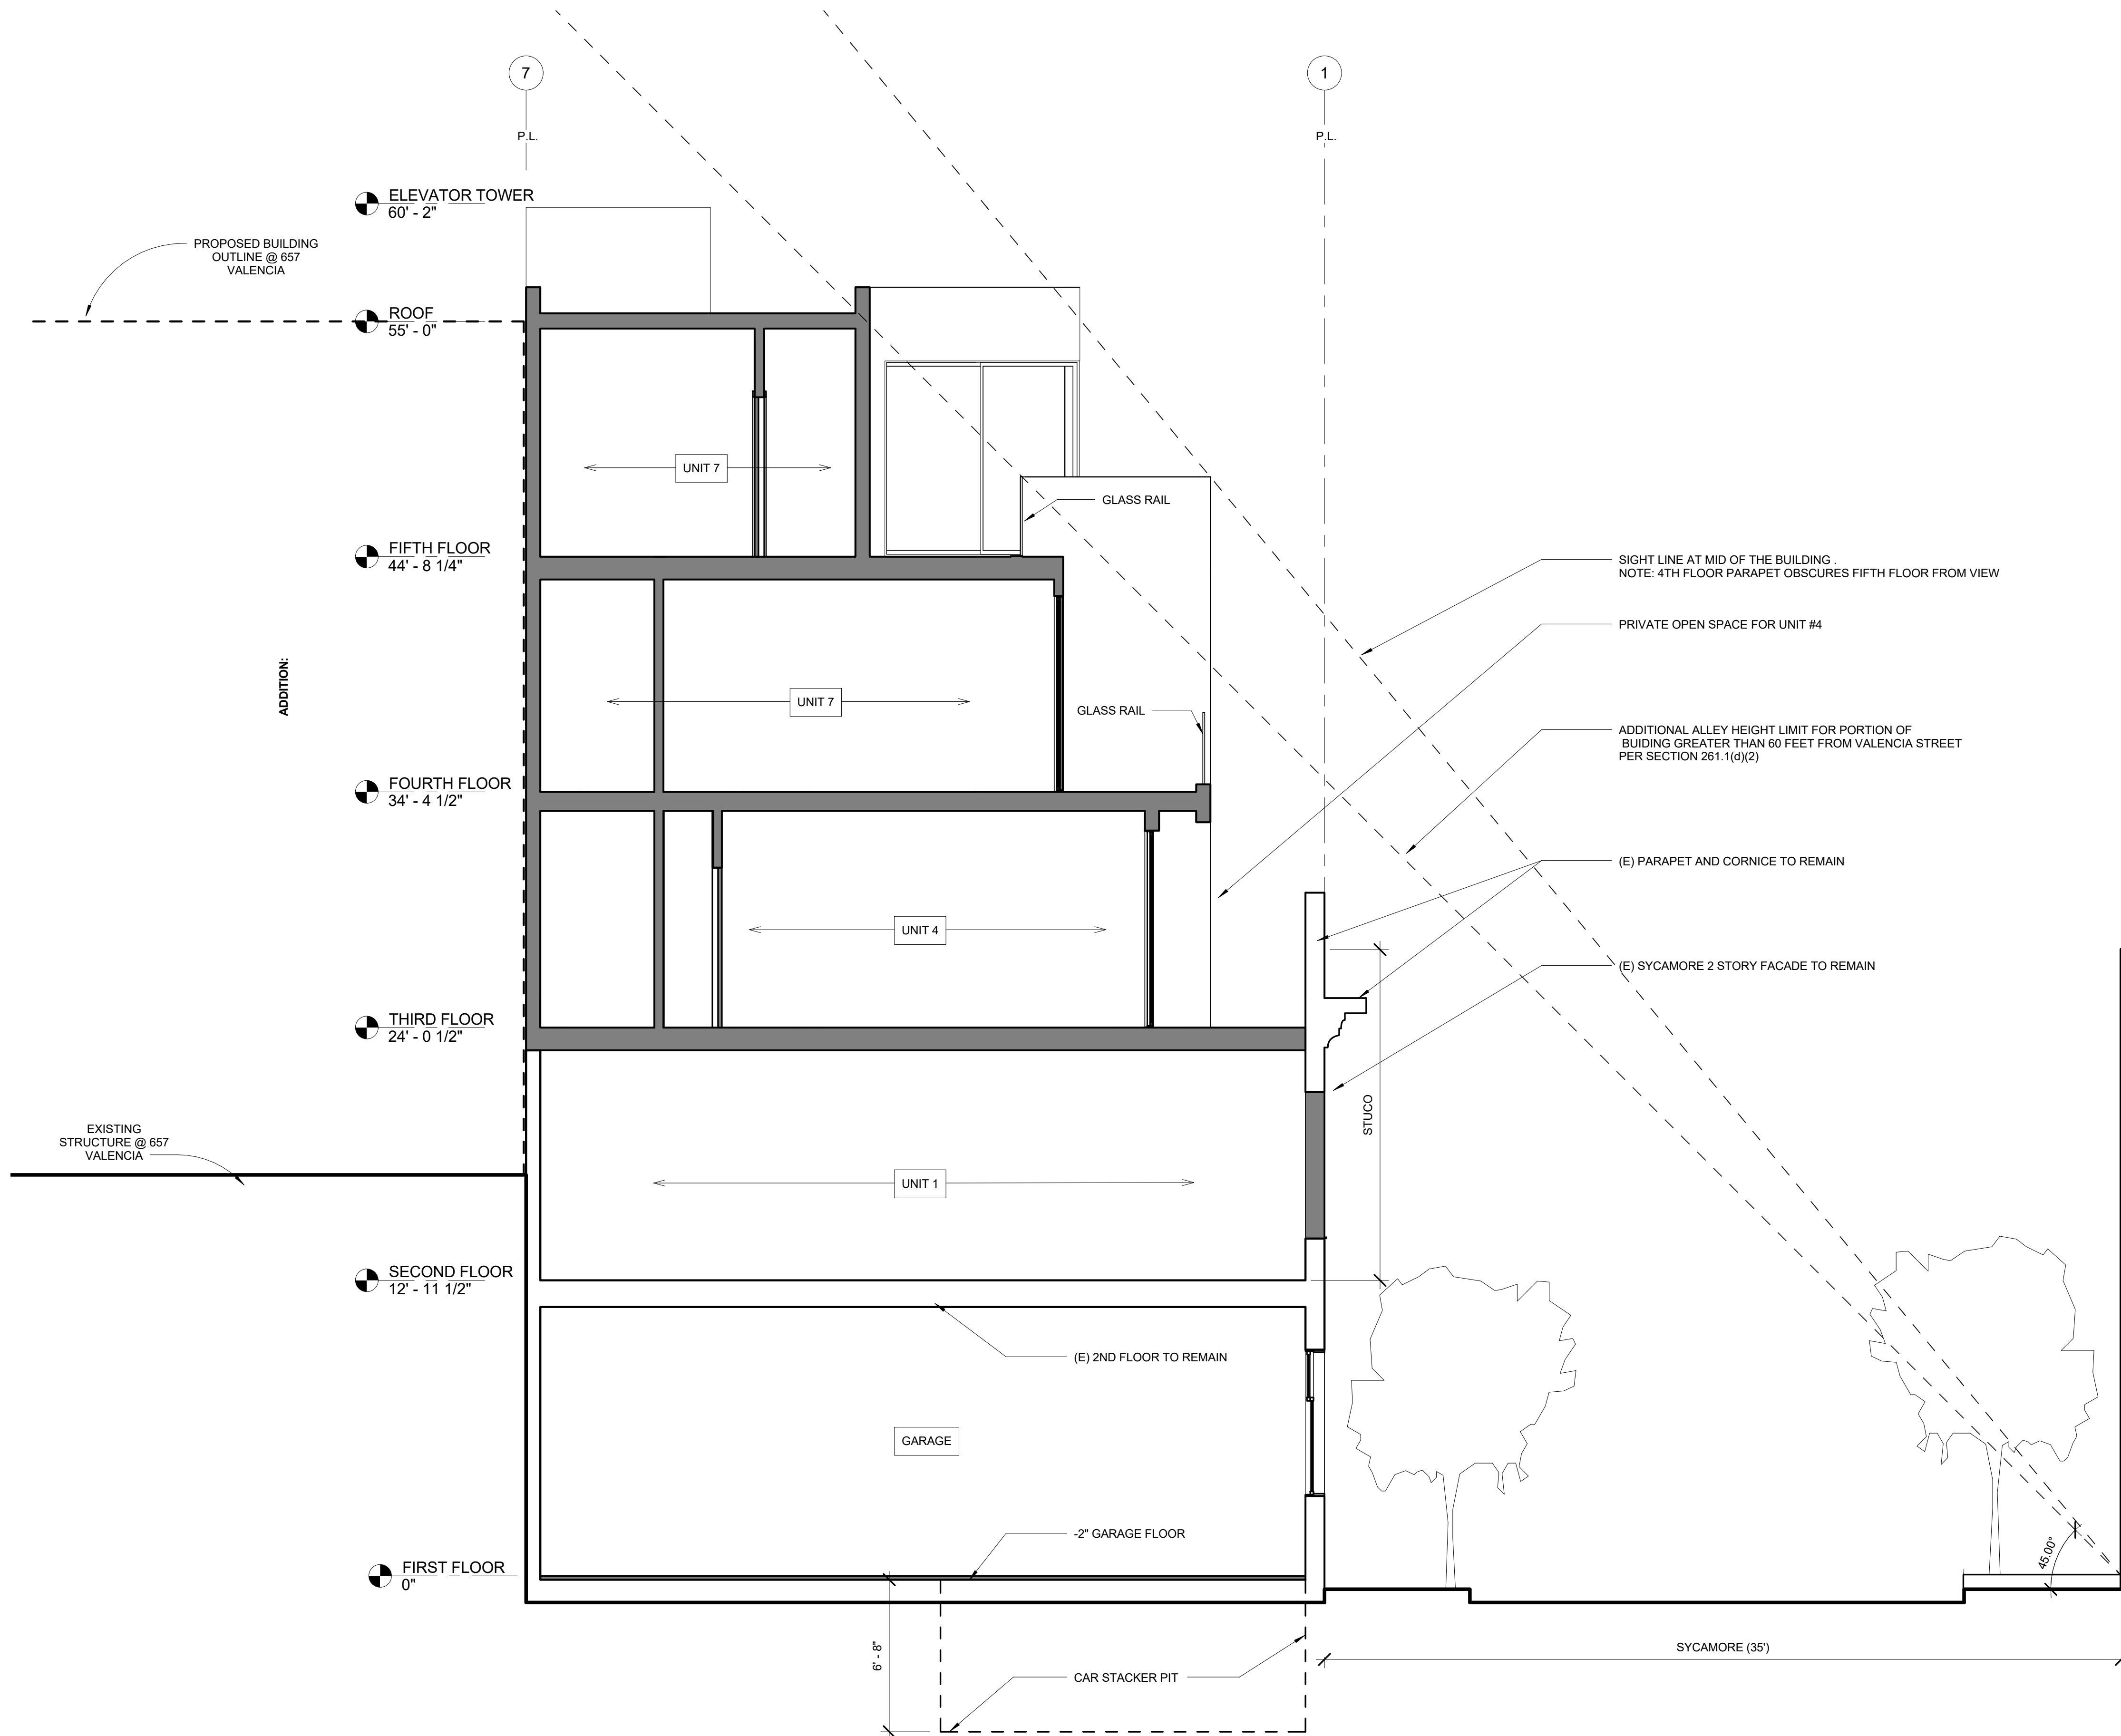 7
1
P.L.
P.L.
ELEVATOR TOWER
60' - 2"
PROPOSED BUILDING
OUTLINE @ 657
VALENCIA
ROOF
55' - 0"
UNIT 7
GLASS RAIL
FIFTH FLOOR
44' - 8 1/4"
SIGHT LINE AT MID OF THE BUILDING .
NOTE: 4TH FLOOR PARAPET OBSCURES FIFTH FLOOR FROM VIEW
PRIVATE OPEN SPACE FOR UNIT #4
ADDITION:
UNIT 7
GLASS RAIL
ADDITIONAL ALLEY HEIGHT LIMIT FOR PORTION OF
BUIDING GREATER THAN 60 FEET FROM VALENCIA STREET
PER SECTION 261.1(d)(2)
FOURTH FLOOR
34' - 4 1/2"
(E) PARAPET AND CORNICE TO REMAIN
UNIT 4
(E) SYCAMORE 2 STORY FACADE TO REMAIN
THIRD FLOOR
24' - 0 1/2"
STUCO
EXISTING
STRUCTURE @ 657
VALENCIA
UNIT 1
SECOND FLOOR
12' - 11 1/2"
(E) 2ND FLOOR TO REMAIN
GARAGE
-2" GARAGE FLOOR
45.00°
FIRST FLOOR
0"
6' - 8"
SYCAMORE (35')
CAR STACKER PIT